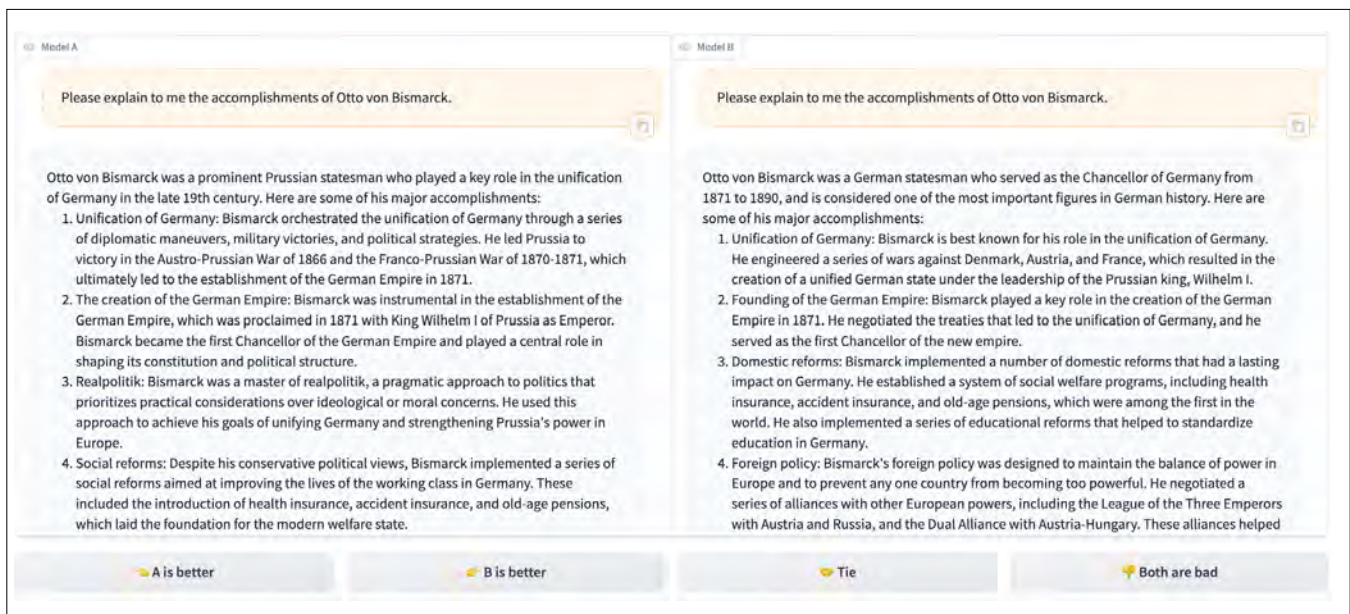 Model A
Please explain to me the accomplishments of Otto von Bismarck.
Otto von Bismarck was a prominent Prussian statesman who played a key role in the unification
of Germany in the late 19th century. Here are some of his major accomplishments:
1. Unification of Germany: Bismarck orchestrated the unification of Germany through a series
of diplomatic maneuvers, military victories, and political strategies. He led Prussia to
victory in the Austro-Prussian War of 1866 and the Franco-Prussian War of 1870-1871, which
ultimately led to the establishment of the German Empire in 1871.
2. The creation of the German Empire: Bismarck was instrumental in the establishment of the
German Empire, which was proclaimed in 1871 with King Wilhelm I of Prussia as Emperor.
Bismarck became the first Chancellor of the German Empire and played a central role in
shaping its constitution and political structure.
3. Realpolitik: Bismarck was a master of realpolitik, a pragmatic approach to politics that
prioritizes practical considerations over ideological or moral concerns. He used this
approach to achieve his goals of unifying Germany and strengthening Prussia's power in
Europe.
4. Social reforms: Despite his conservative political views, Bismarck implemented a series of
social reforms aimed at improving the lives of the working class in Germany. These
included the introduction of health insurance, accident insurance, and old-age pensions,
which laid the foundation for the modern welfare state.
Model B
Please explain to me the accomplishments of Otto von Bismarck.
Otto von Bismarck was a German statesman who served as the Chancellor of Germany from
1871 to 1890, and is considered one of the most important figures in German history. Here are
some of his major accomplishments:
1. Unification of Germany: Bismarck is best known for his role in the unification of Germany.
He engineered a series of wars against Denmark, Austria, and France, which resulted in the
creation of a unified German state under the leadership of the Prussian king, Wilhelm I.
2. Founding of the German Empire: Bismarck played a key role in the creation of the German
Empire in 1871. He negotiated the treaties that led to the unification of Germany, and he
served as the first Chancellor of the new empire.
3. Domestic reforms: Bismarck implemented a number of domestic reforms that had a lasting
impact on Germany. He established a system of social welfare programs, including health
insurance, accident insurance, and old-age pensions, which were among the first in the
world. He also implemented a series of educational reforms that helped to standardize
education in Germany.
4. Foreign policy: Bismarck's foreign policy was designed to maintain the balance of power in
Europe and to prevent any one country from becoming too powerful. He negotiated a
series of alliances with other European powers, including the League of the Three Emperors
with Austria and Russia, and the Dual Alliance with Austria-Hungary. These alliances helped
A is better
B is better
Tie
Both are bad